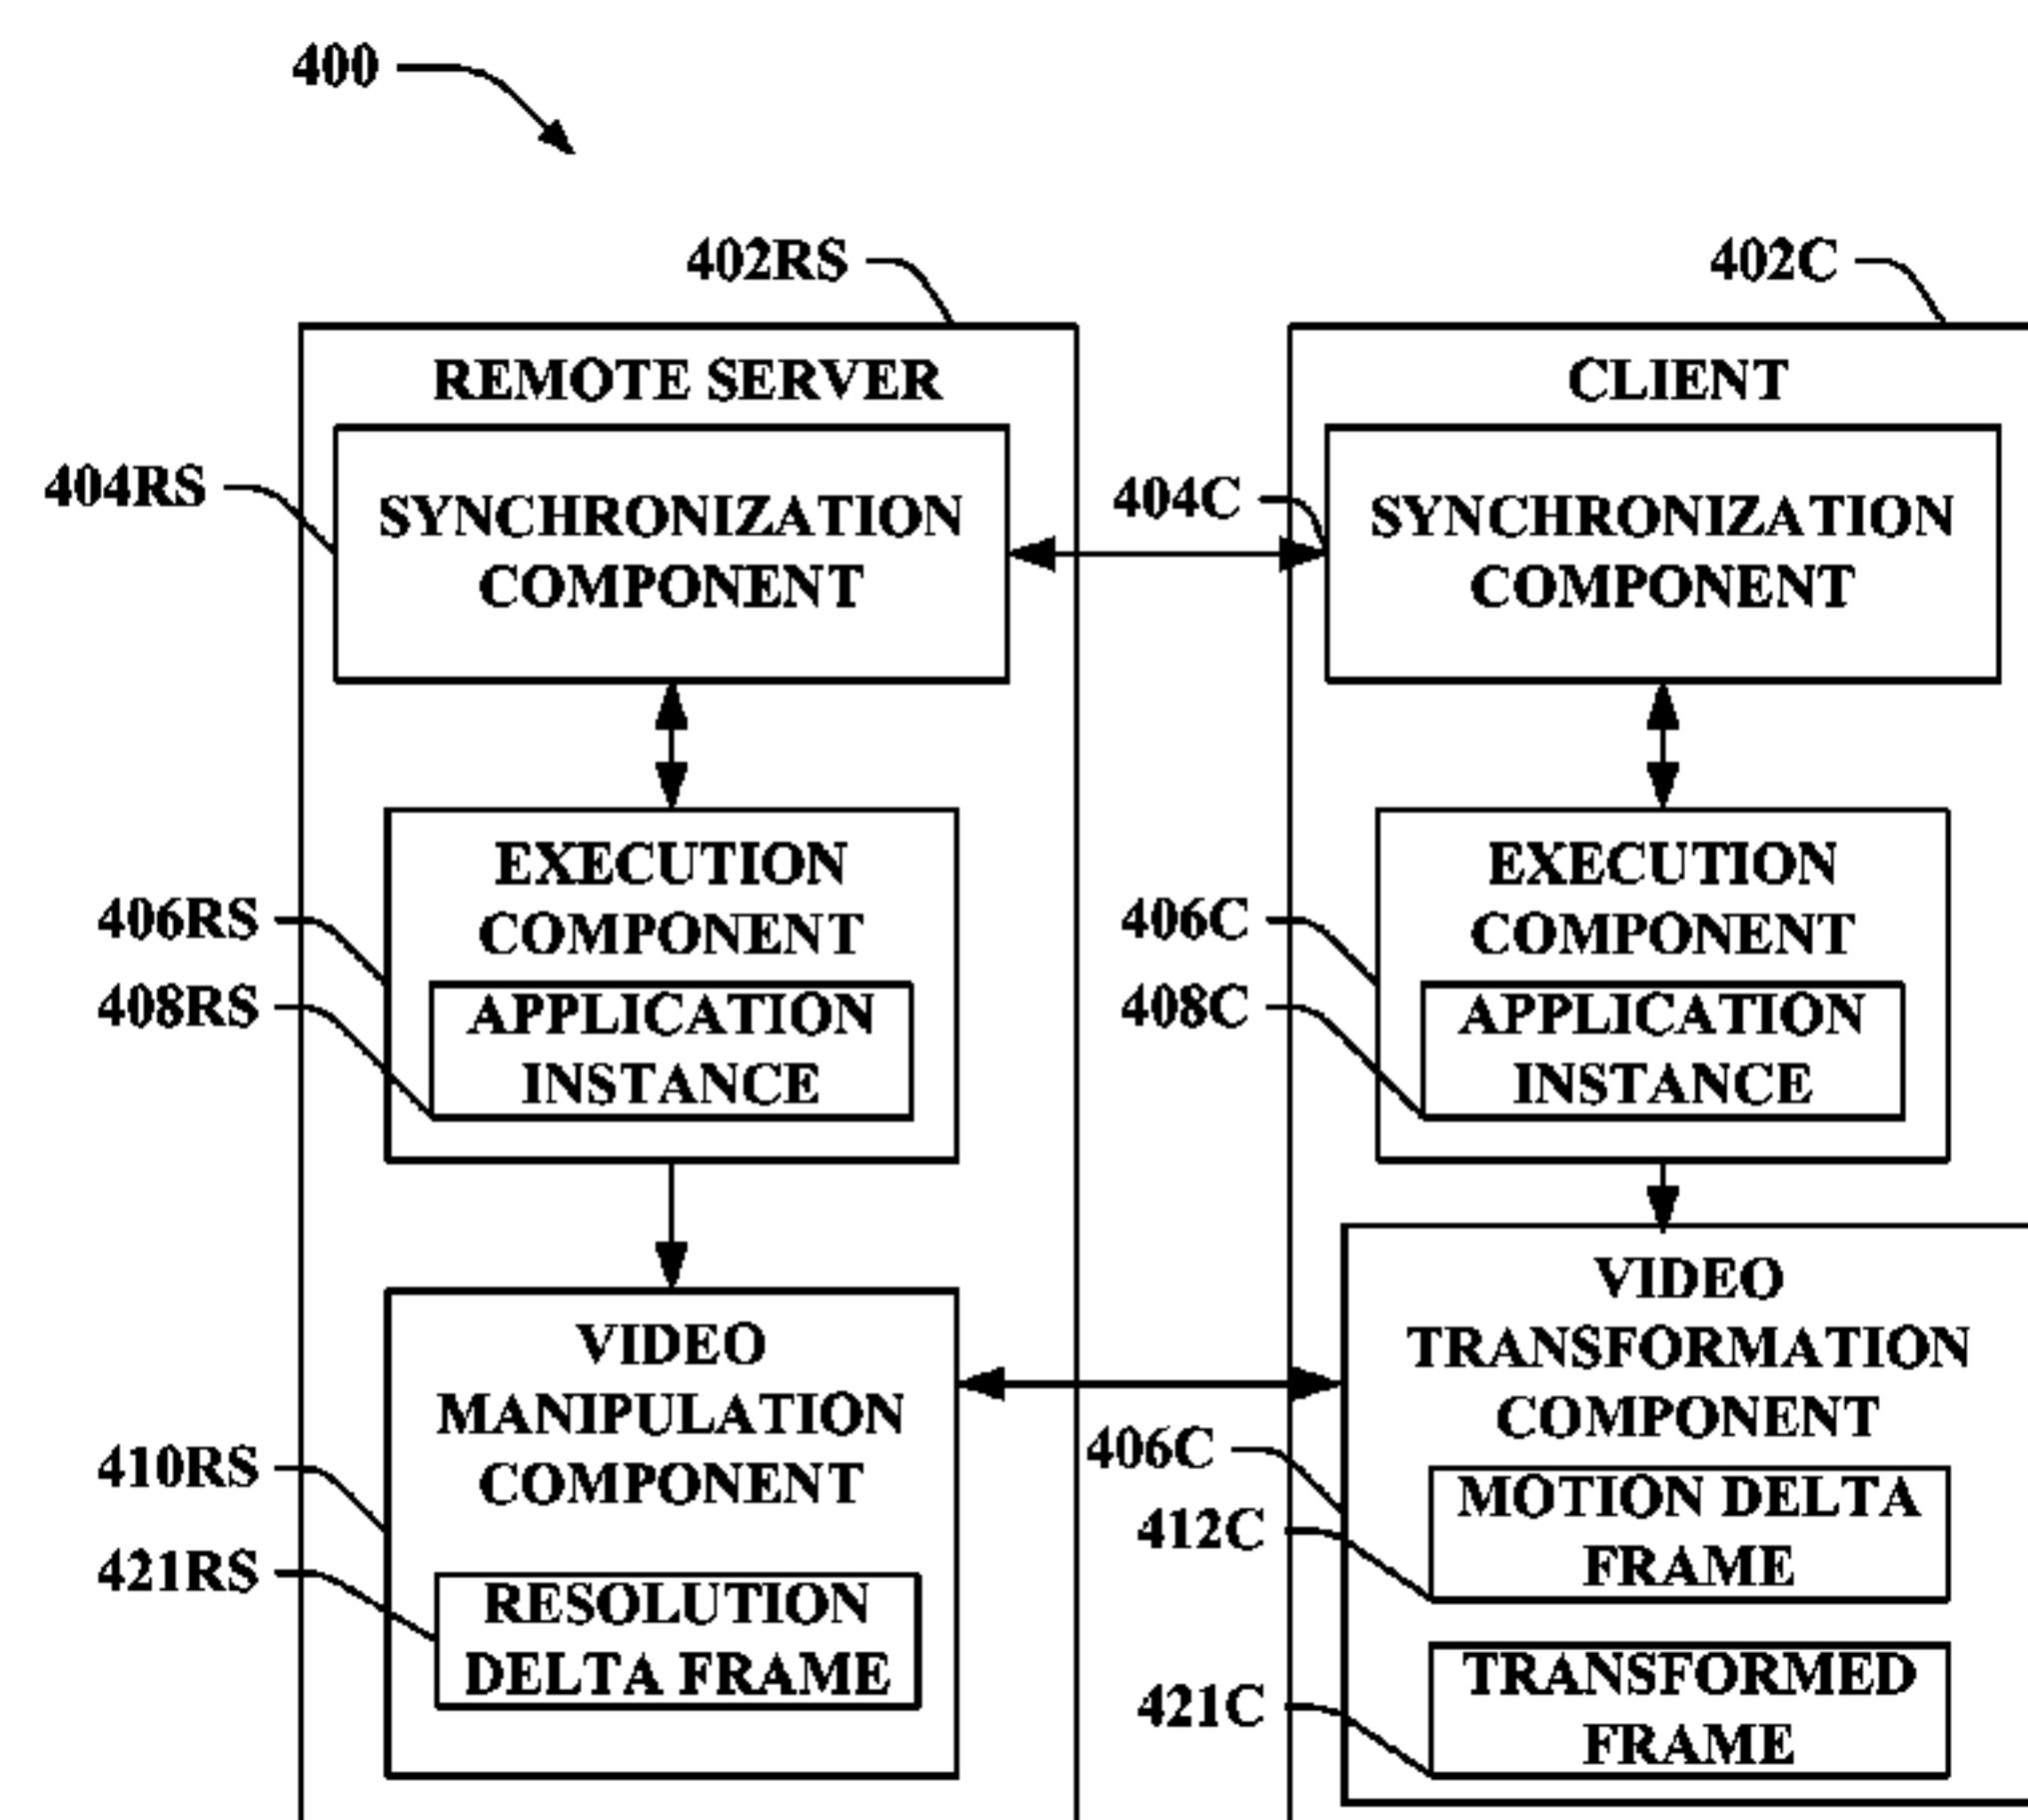 400
402RS
402C
REMOTE SERVER
CLIENT
404RS
SYNCHRONIZATION
COMPONENT
404C
SYNCHRONIZATION
COMPONENT
EXECUTION
COMPONENT
406RS
408RS
APPLICATION
INSTANCE
EXECUTION
COMPONENT
406C
408C
APPLICATION
INSTANCE
VIDEO
MANIPULATION
COMPONENT
410RS
421RS
RESOLUTION
DELTA FRAME
VIDEO
TRANSFORMATION
COMPONENT
406C
412C
MOTION DELTA
FRAME
421C
TRANSFORMED
FRAME